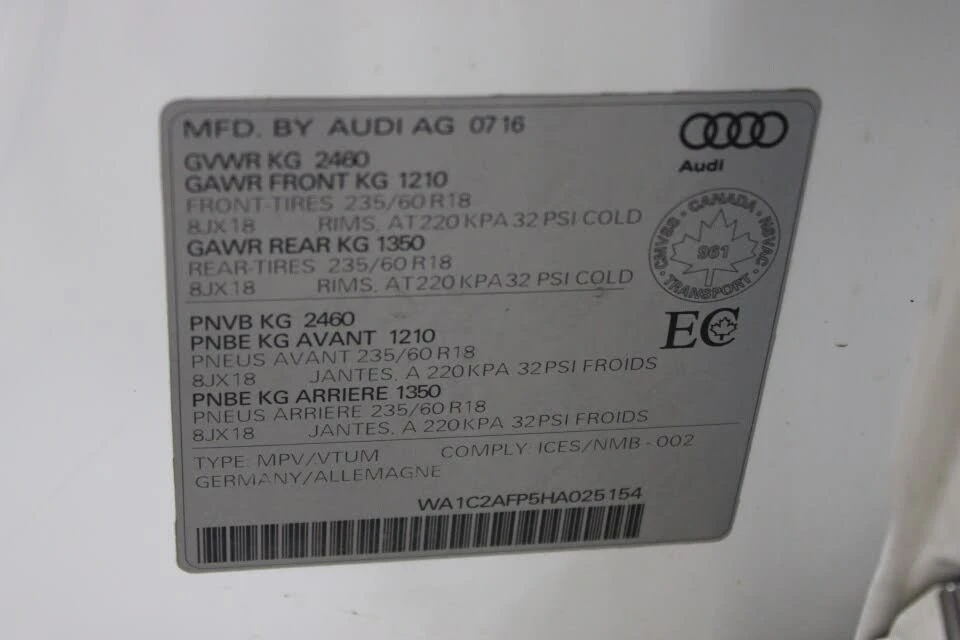 MFD. BY AUDI AG 07 16
Audi
GVWR KG 2460
GAWR FRONT KG 1210
FRONT-TIRES 235/60 R18
8JX18 RIMS, AT 220 KPA 32 PSI COLD
GAWR REAR KG 1350
REAR-TIRES 235/60 R18
8JX18 RIMS, AT 220 KPA 32 PSI COLD
CMVSS · CANADA · NSVAC · TRANSPORT ·
961
EC
PNVB KG 2460
PNBE KG AVANT 1210
PNEUS AVANT 235/60 R18
8JX18 JANTES, A 220 KPA 32 PSI FROIDS
PNBE KG ARRIERE 1350
PNEUS ARRIERE 235/60 R18
8JX18 JANTES, A 220 KPA 32 PSI FROIDS
TYPE: MPV/VTUM COMPLY: ICES/NMB - 002
GERMANY/ALLEMAGNE
WA1C2AFP5HA025154